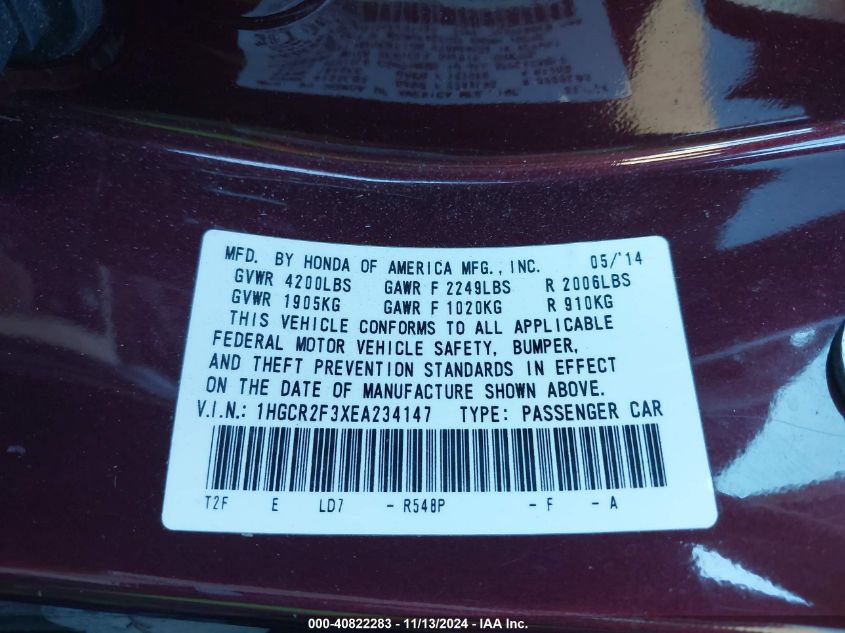 MFD. BY HONDA OF AMERICA MFG., INC. 05/'14
GVWR 4200LBS GAWR F 2249LBS R 2006LBS
GVWR 1905KG GAWR F 1020KG R 910KG
THIS VEHICLE CONFORMS TO ALL APPLICABLE
FEDERAL MOTOR VEHICLE SAFETY, BUMPER,
AND THEFT PREVENTION STANDARDS IN EFFECT
ON THE DATE OF MANUFACTURE SHOWN ABOVE.
V.I.N.: 1HGCR2F3XEA234147 TYPE: PASSENGER CAR
T2F E LD7 - R548P - F - A
000-40822283 - 11/13/2024 - IAA Inc.